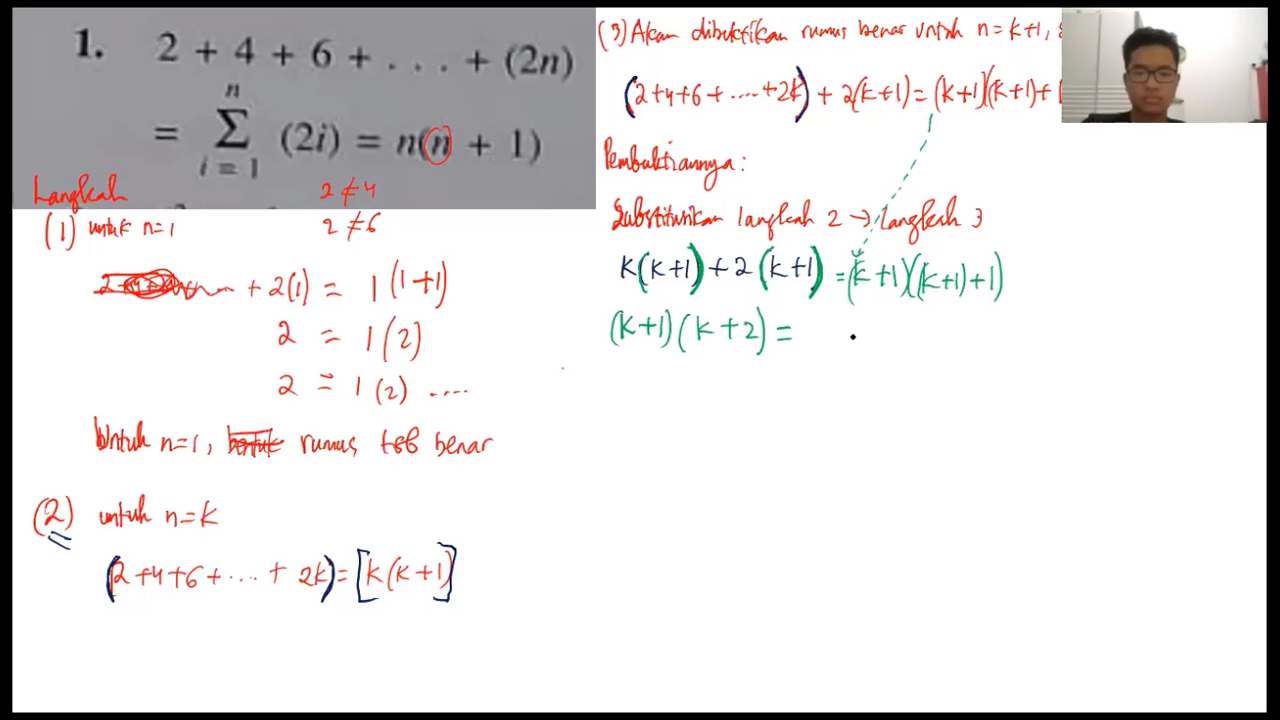 1. 2 + 4 + 6 + . . . + (2n)
n
= Σ (2i) = n(n + 1)
i = 1
Langkah
2 ≠ 4
(1) untuk n=1
2 ≠ 6
+ 2(1) = 1 (1+1)
2 = 1 (2)
2 = 1 (2) ....
Untuk n=1, rumus tsb benar
(2) untuk n=k
(2+4+6+ .... + 2k) = [k(k+1)]
(3) Akan dibuktikan rumus benar untuk n=k+1,
(2+4+6+ ....+2k) + 2(k+1) = (k+1)(k+1)+
Pembuktiannya:
Substitusikan langkah 2 → langkah 3
k(k+1) + 2(k+1) = (k+1)((k+1)+1)
(k+1)(k+2) =